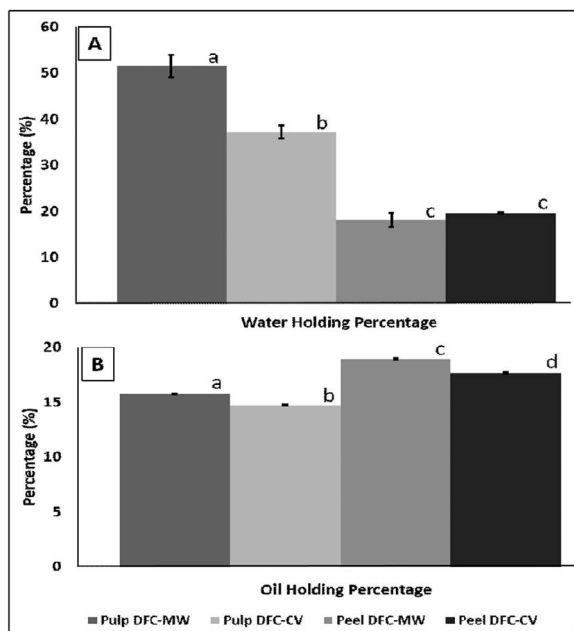 A
60
50
40
30
20
10
0
Percentage (%)
a
b
c
c
Water Holding Percentage
B
20
15
10
5
0
Percentage (%)
a
b
c
d
Oil Holding Percentage
Pulp DFC-MW Pulp DFC-CV Peel DFC-MW Peel DFC-CV